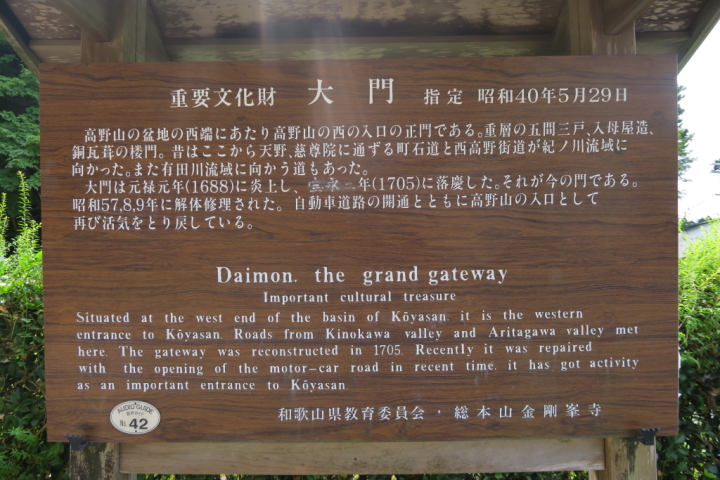 重要文化財 大門 指定 昭和40年5月29日
高野山の盆地の西端にあたり高野山の西の入口の正門である。重層の五間三戸、入母屋造、
銅瓦葺の楼門。昔はここから天野、慈尊院に通ずる町石道と西高野街道が紀ノ川流域に
向かった。また有田川流域に向かう道もあった。
大門は元禄元年(1688)に炎上し、宝永二年(1705)に落慶した。それが今の門である。
昭和57,8,9年に解体修理された。自動車道路の開通とともに高野山の入口として
再び活気をとり戻している。
Daimon. the grand gateway
Important cultural treasure
Situated at the west end of the basin of Kōyasan. it is the western
entrance to Kōyasan. Roads from Kinokawa valley and Aritagawa valley met
here. The gateway was reconstructed in 1705. Recently it was repaired
with the opening of the motor-car road in recent time. it has got activity
as an important entrance to Kōyasan.
AUDIO GUIDE
No. 42
和歌山県教育委員会・総本山金剛峯寺